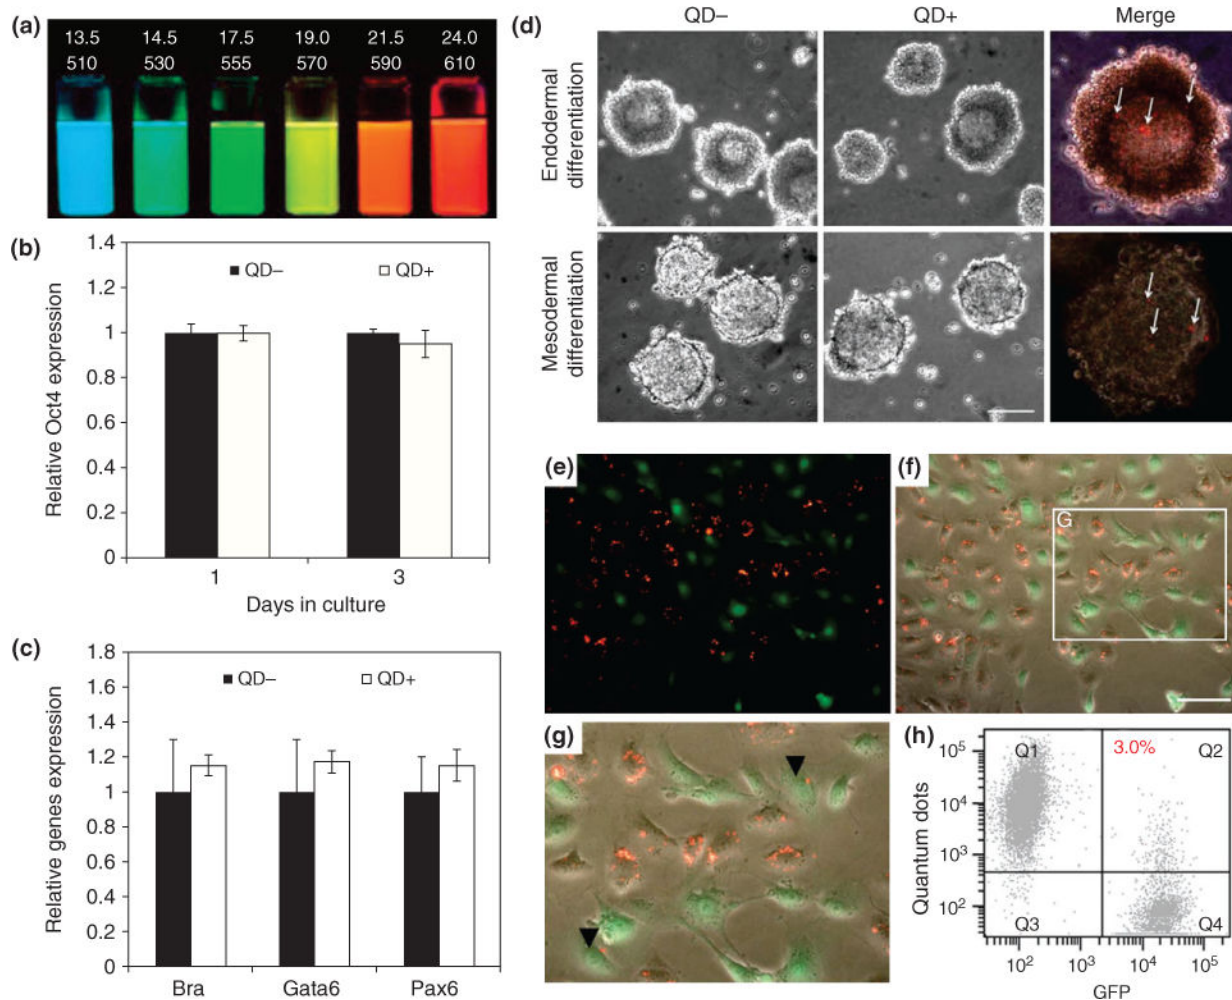 (a)
13.5 14.5 17.5 19.0 21.5 24.0
510 530 555 570 590 610
(b)
1.4
1.2
1
0.8
0.6
0.4
0.2
0
Relative Oct4 expression
QD– QD+
1 3
Days in culture
(c)
1.8
1.6
1.4
1.2
1.0
0.8
0.6
0.4
0.2
0
Relative genes expression
QD– QD+
Bra Gata6 Pax6
(d)
QD– QD+ Merge
Endodermal
differentiation
Mesodermal
differentiation
(e)
(f)
G
(g)
(h)
Quantum dots
10⁵
10⁴
10³
10²
Q1 3.0% Q2
Q3 Q4
10² 10³ 10⁴ 10⁵
GFP